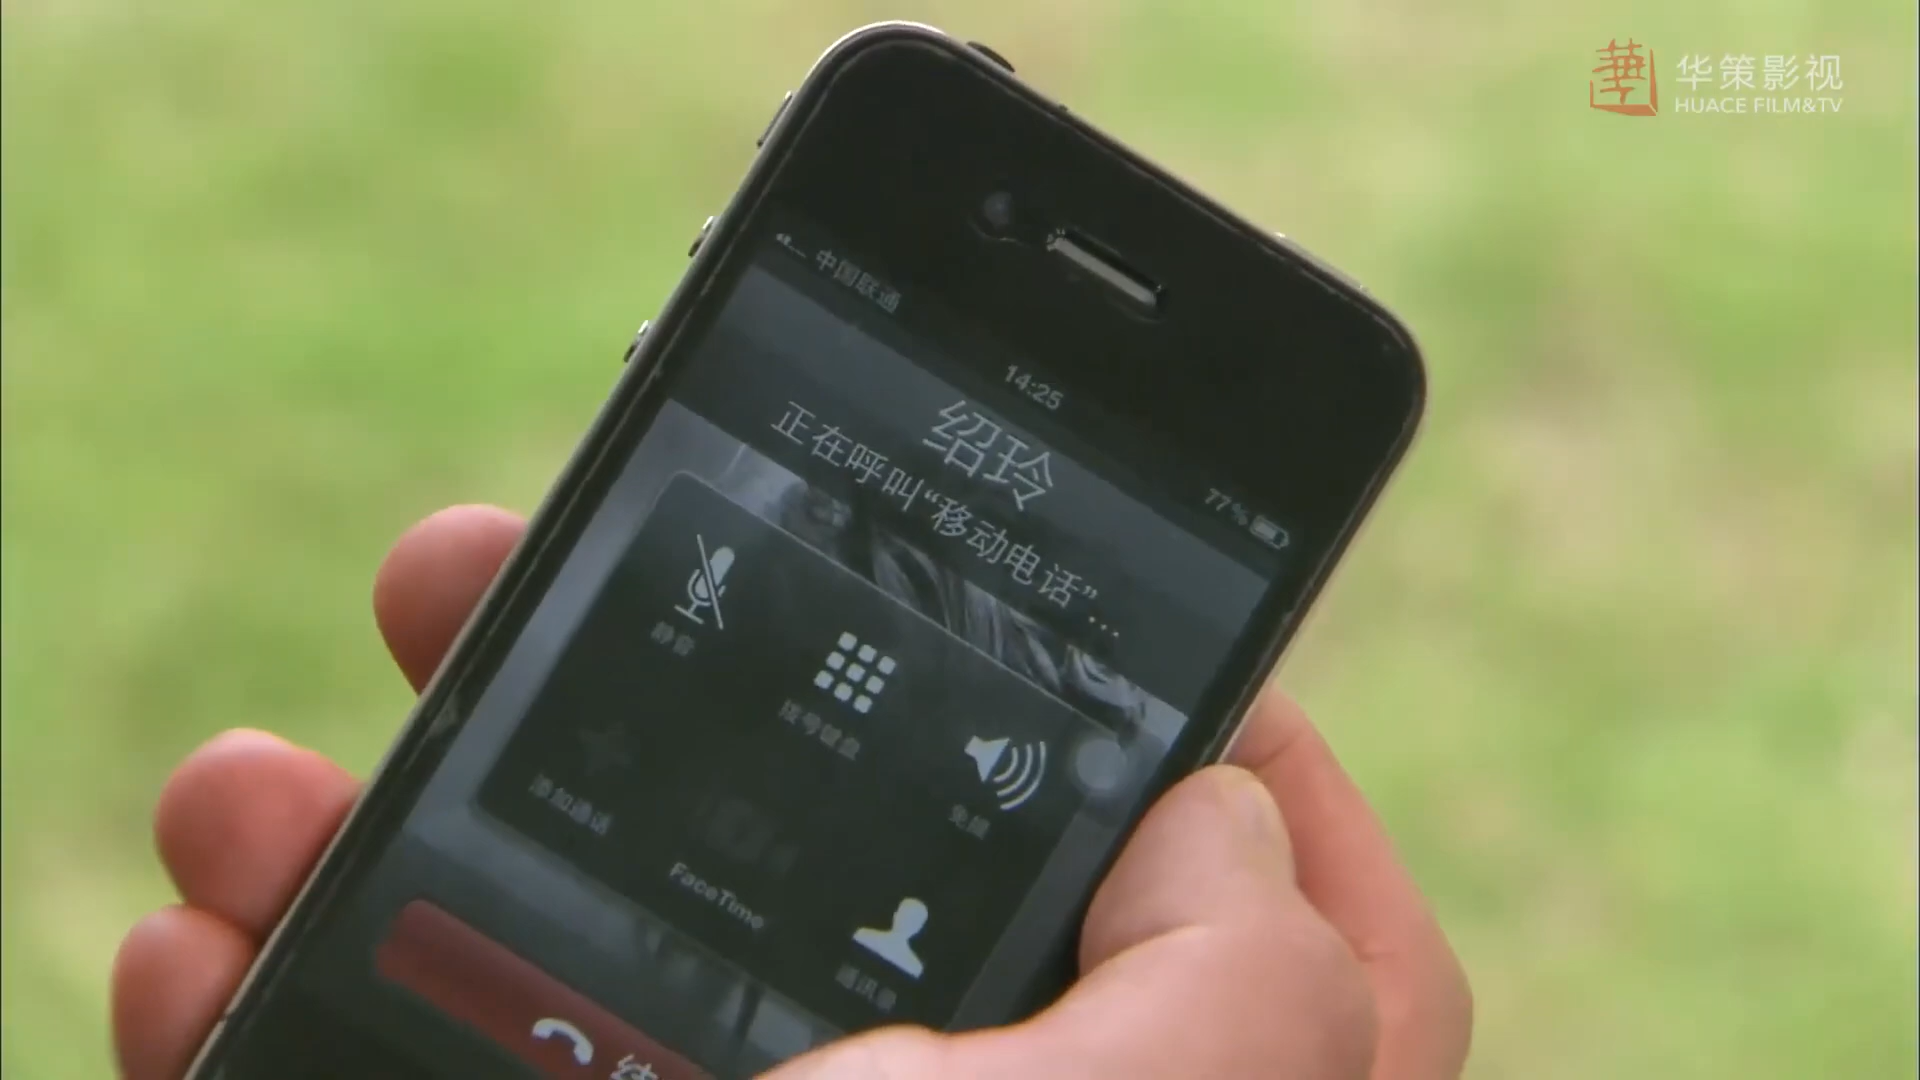 华策影视
HUACE FILM&TV
中国联通
14:25
77%
绍玲
正在呼叫“移动电话”...
静音
拨号键盘
免提
添加通话
FaceTime
通讯录